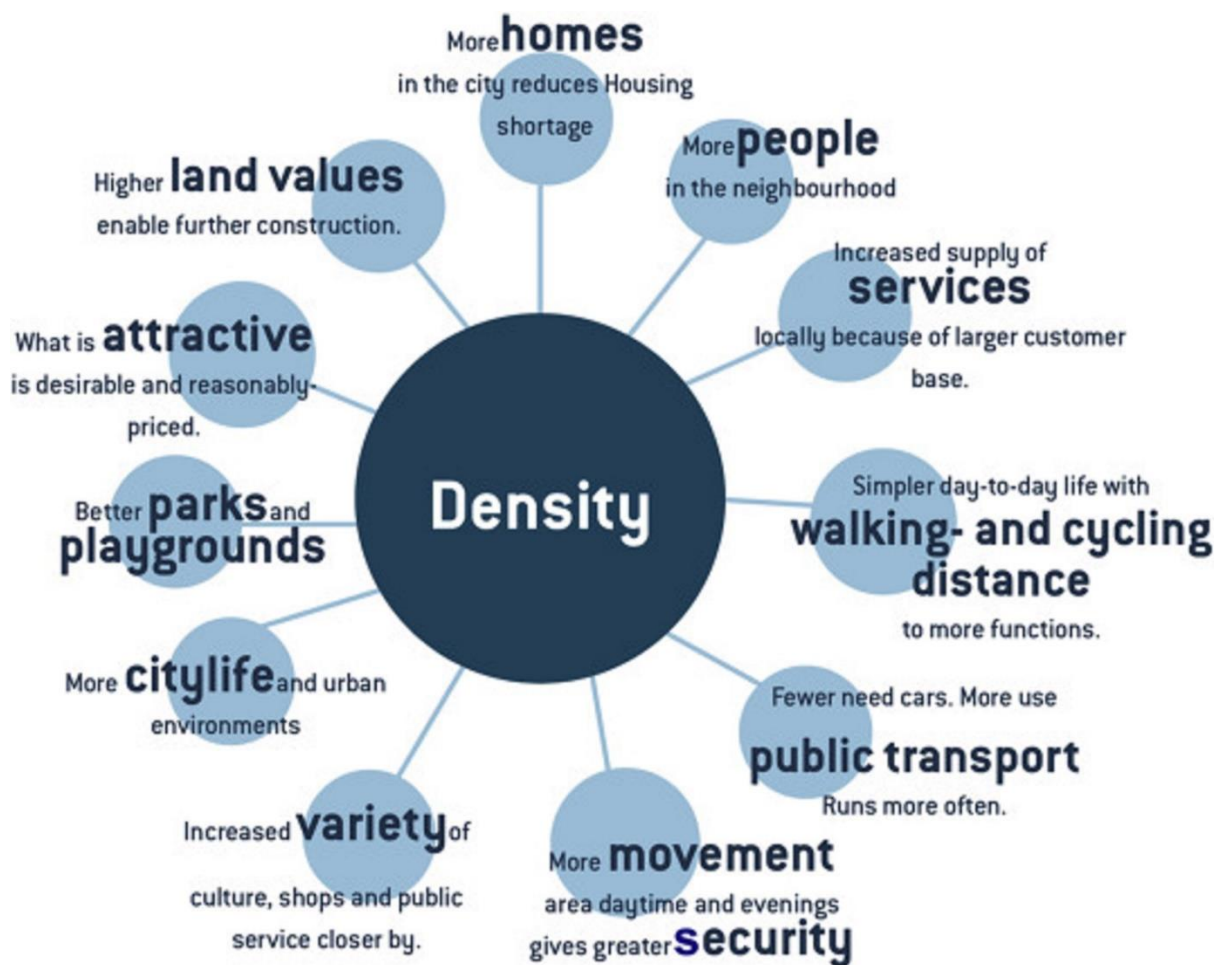 More homes
in the city reduces Housing
shortage
More people
in the neighbourhood
Increased supply of
services
locally because of larger customer
base.
Simpler day-to-day life with
walking- and cycling
distance
to more functions.
Fewer need cars. More use
public transport
Runs more often.
More movement
area daytime and evenings
gives greater security
Increased variety of
culture, shops and public
service closer by.
More citylife and urban
environments
Better parks and
playgrounds
What is attractive
is desirable and reasonably-
priced.
Higher land values
enable further construction.
Density